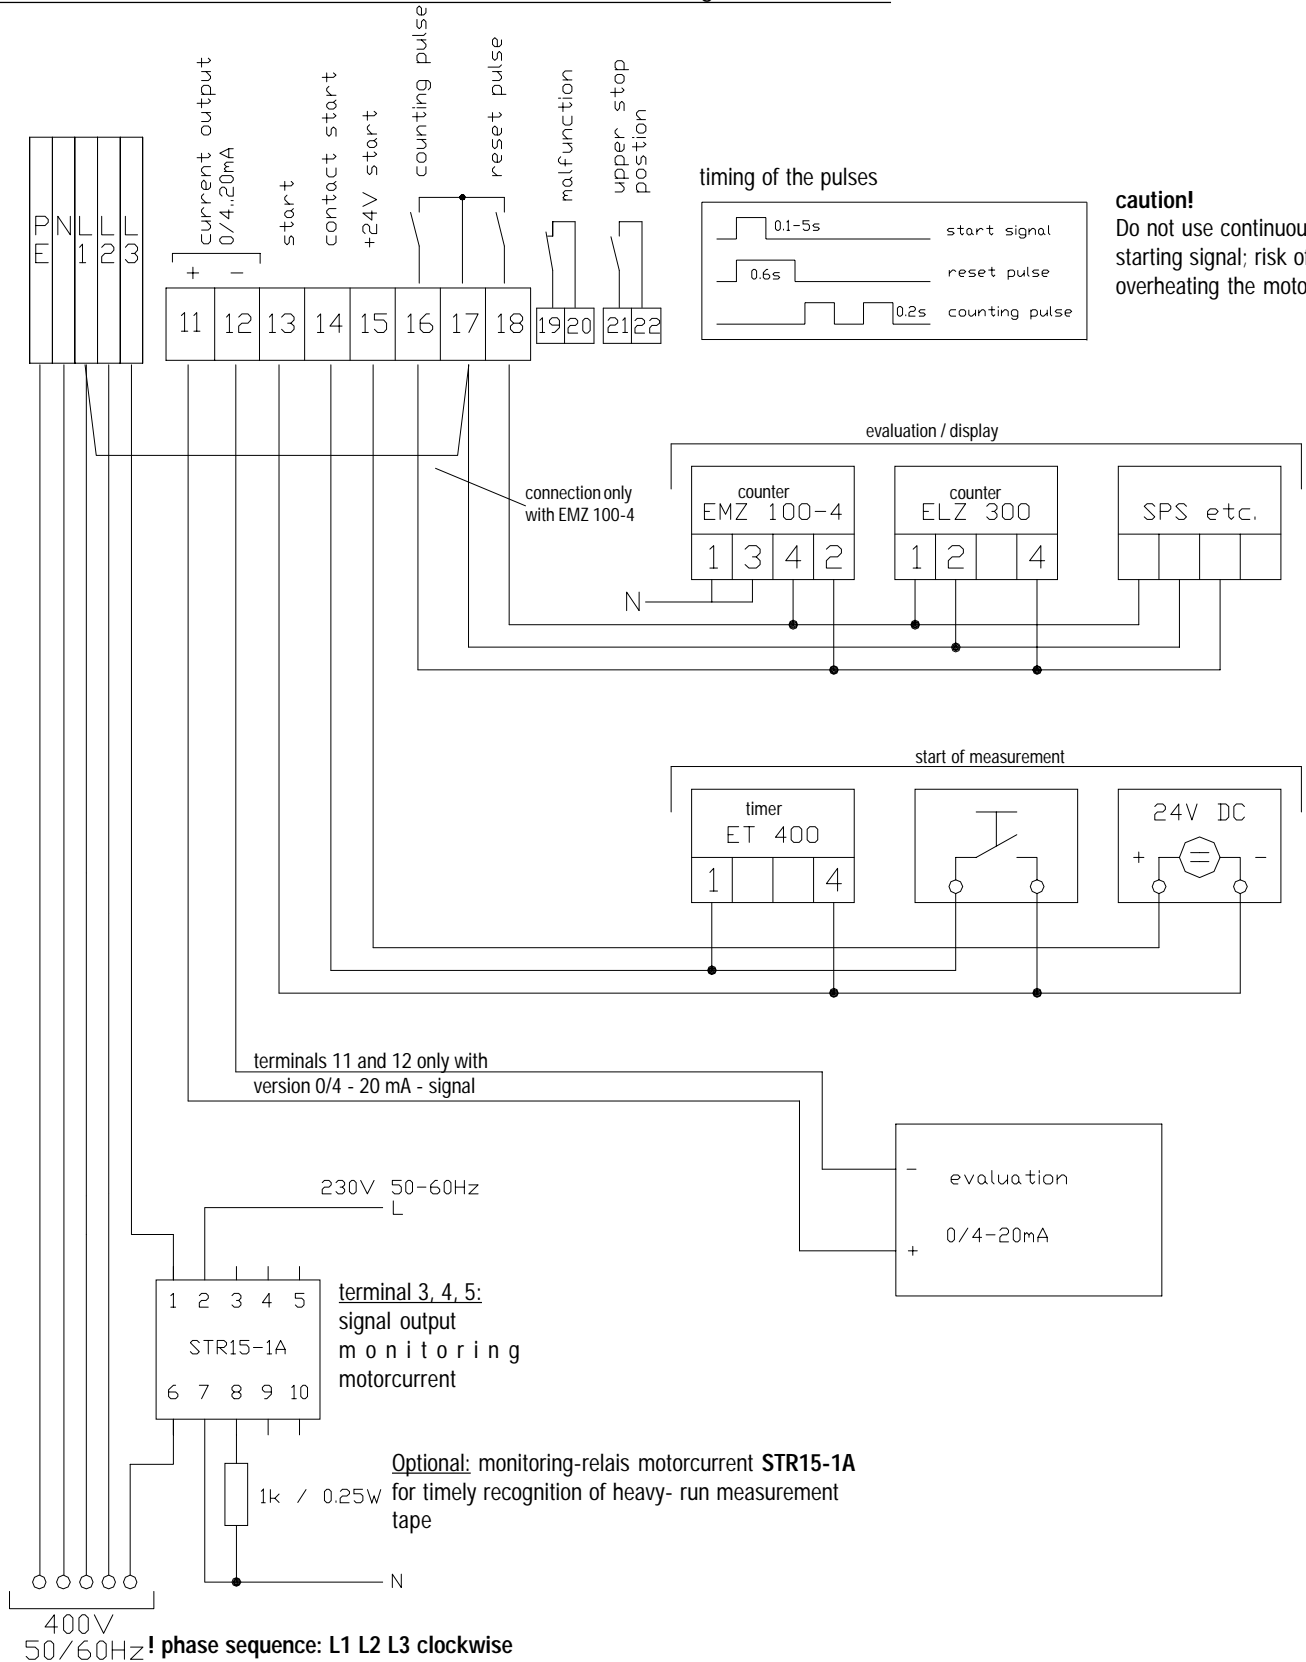 PE
N
L1
L2
L3
current output
0/4..20mA
start
contact start
+24V start
counting pulse
reset pulse
malfunction
upper stop
postion
+ −
11 12 13 14 15 16 17 18
19 20
21 22
timing of the pulses
0.1-5s start signal
0.6s reset pulse
0.2s counting pulse
caution!
Do not use continuou
starting signal; risk o
overheating the moto
evaluation / display
connection only
with EMZ 100-4
counter
EMZ 100-4
1 3 4 2
N
counter
ELZ 300
1 2 4
SPS etc.
start of measurement
timer
ET 400
1 4
24V DC
+ =  -
terminals 11 and 12 only with
version 0/4 - 20 mA - signal
- evaluation
+ 0/4-20mA
230V 50-60Hz
L
1 2 3 4 5
STR15-1A
6 7 8 9 10
terminal 3, 4, 5:
signal output
monitoring
motorcurrent
1k / 0.25W
Optional: monitoring-relais motorcurrent STR15-1A
for timely recognition of heavy- run measurement
tape
N
400V
50/60Hz
! phase sequence: L1 L2 L3 clockwise